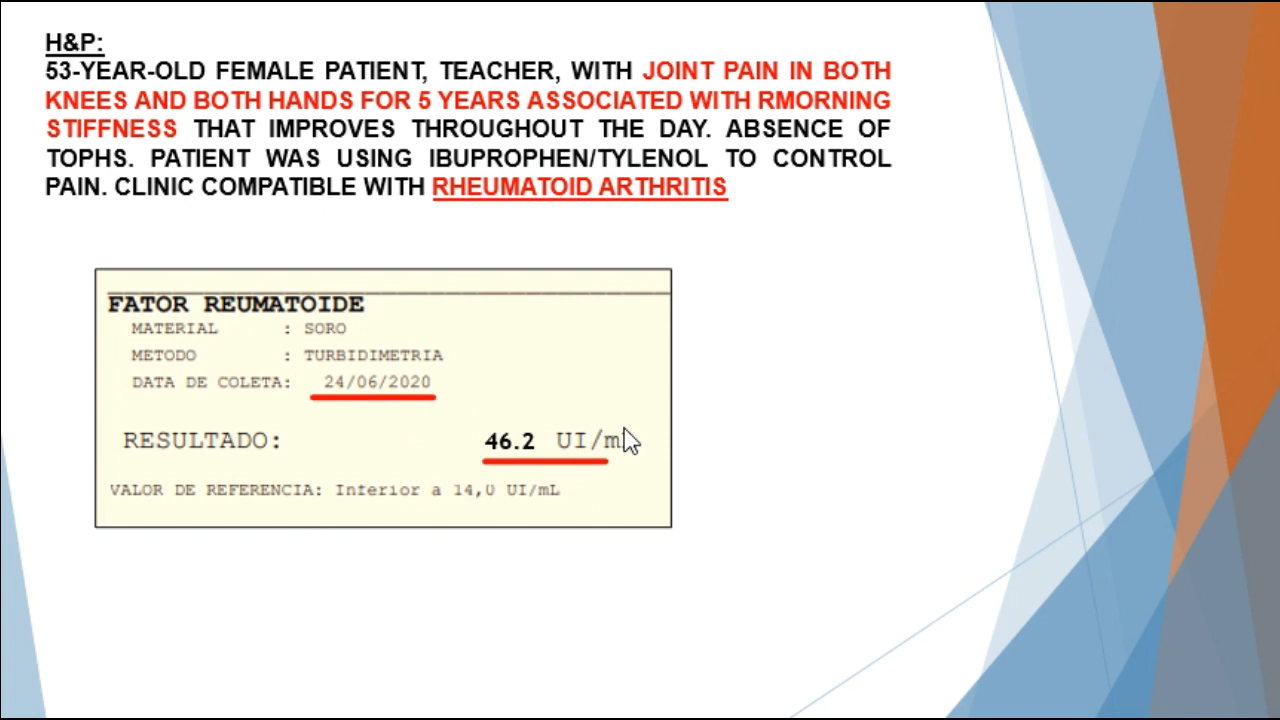 H&P:
53-YEAR-OLD FEMALE PATIENT, TEACHER, WITH JOINT PAIN IN BOTH
KNEES AND BOTH HANDS FOR 5 YEARS ASSOCIATED WITH RMORNING
STIFFNESS THAT IMPROVES THROUGHOUT THE DAY. ABSENCE OF
TOPHS. PATIENT WAS USING IBUPROPHEN/TYLENOL TO CONTROL
PAIN. CLINIC COMPATIBLE WITH RHEUMATOID ARTHRITIS
FATOR REUMATOIDE
MATERIAL : SORO
METODO : TURBIDIMETRIA
DATA DE COLETA: 24/06/2020
RESULTADO: 46.2 UI/m
VALOR DE REFERENCIA: Interior a 14,0 UI/mL